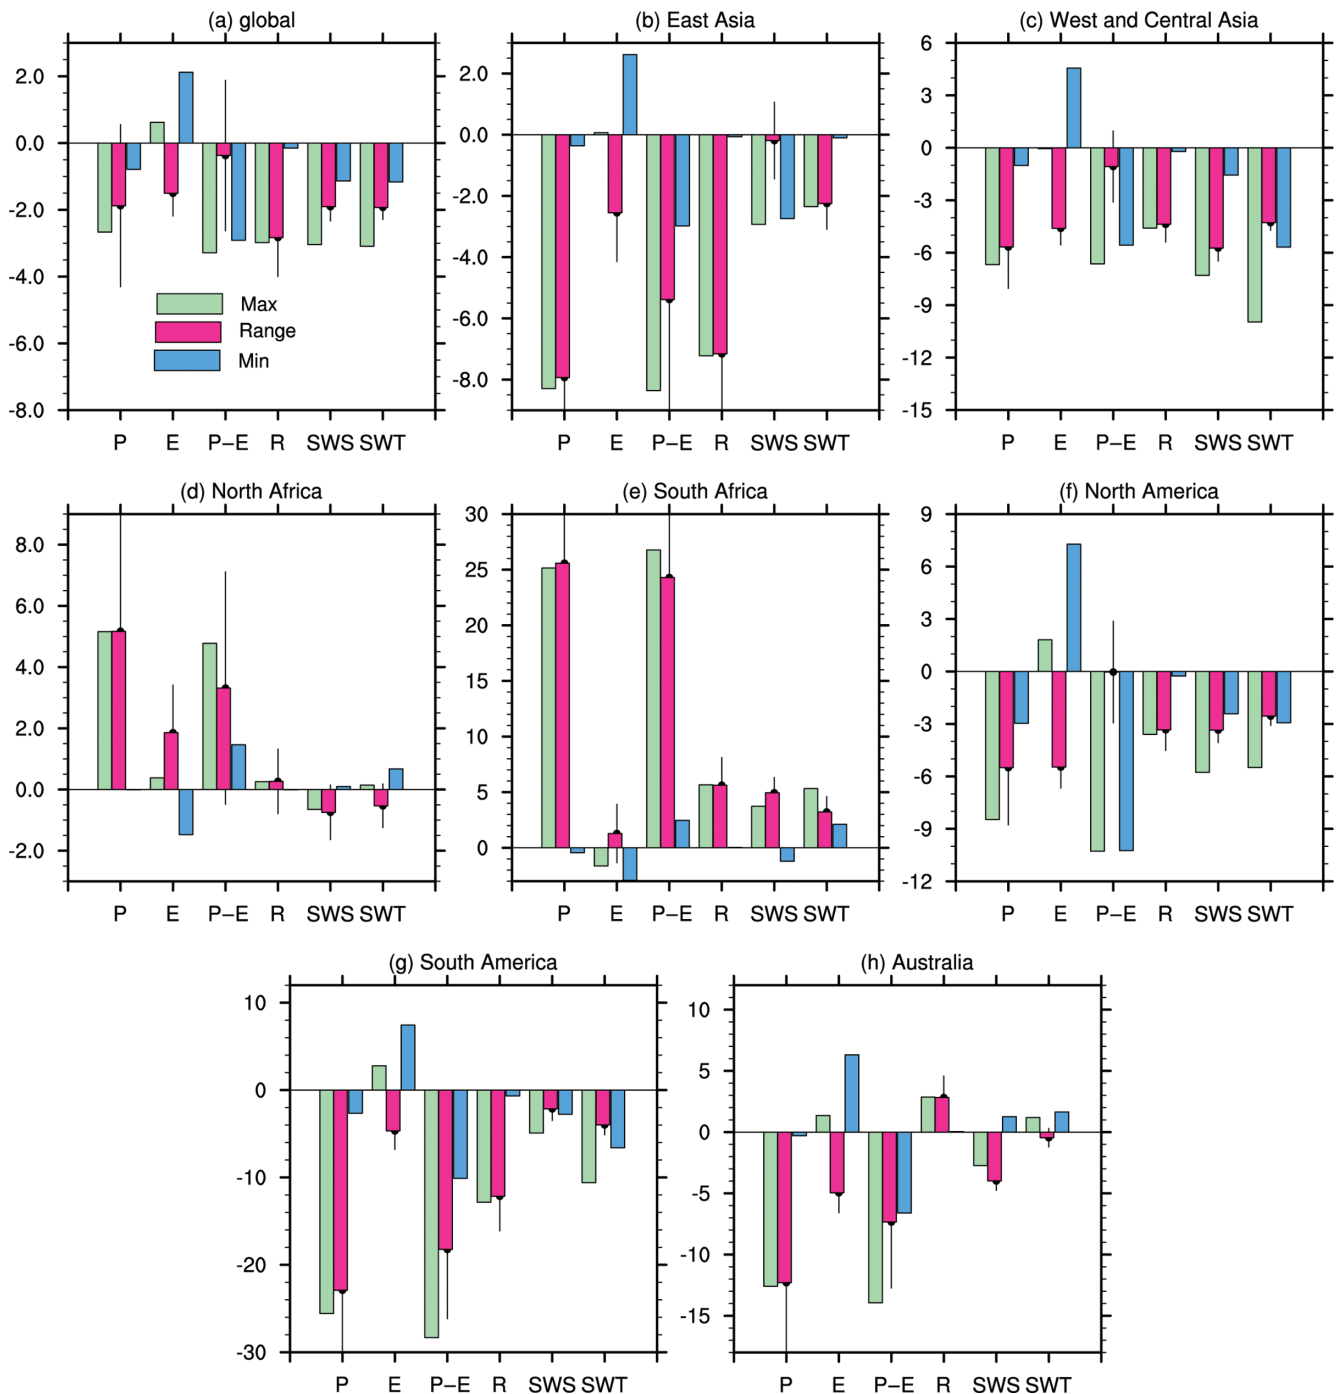 (a) global
2.0
0.0
-2.0
-4.0
-6.0
-8.0
Max
Range
Min
P E P−E R SWS SWT
(b) East Asia
2.0
0.0
-2.0
-4.0
-6.0
-8.0
P E P−E R SWS SWT
(c) West and Central Asia
6
3
0
-3
-6
-9
-12
-15
P E P−E R SWS SWT
(d) North Africa
8.0
6.0
4.0
2.0
0.0
-2.0
P E P−E R SWS SWT
(e) South Africa
30
25
20
15
10
5
0
P E P−E R SWS SWT
(f) North America
9
6
3
0
-3
-6
-9
-12
P E P−E R SWS SWT
(g) South America
10
0
-10
-20
-30
P E P−E R SWS SWT
(h) Australia
10
5
0
-5
-10
-15
P E P−E R SWS SWT